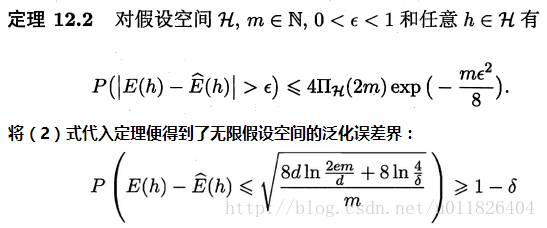 定理 12.2 对假设空间 ℋ, m ∈ ℕ, 0 < ϵ < 1 和任意 h ∈ ℋ 有
P(|E(h) − Ê(h)| > ϵ) ⩽ 4Π_ℋ(2m) exp(− mϵ²/8).
将（2）式代入定理便得到了无限假设空间的泛化误差界：
P(E(h) − Ê(h) ⩽ √((8d ln (2em/d) + 8 ln (4/δ))/m)) ⩾ 1 − δ
http://blog.csdn.net/u011826404